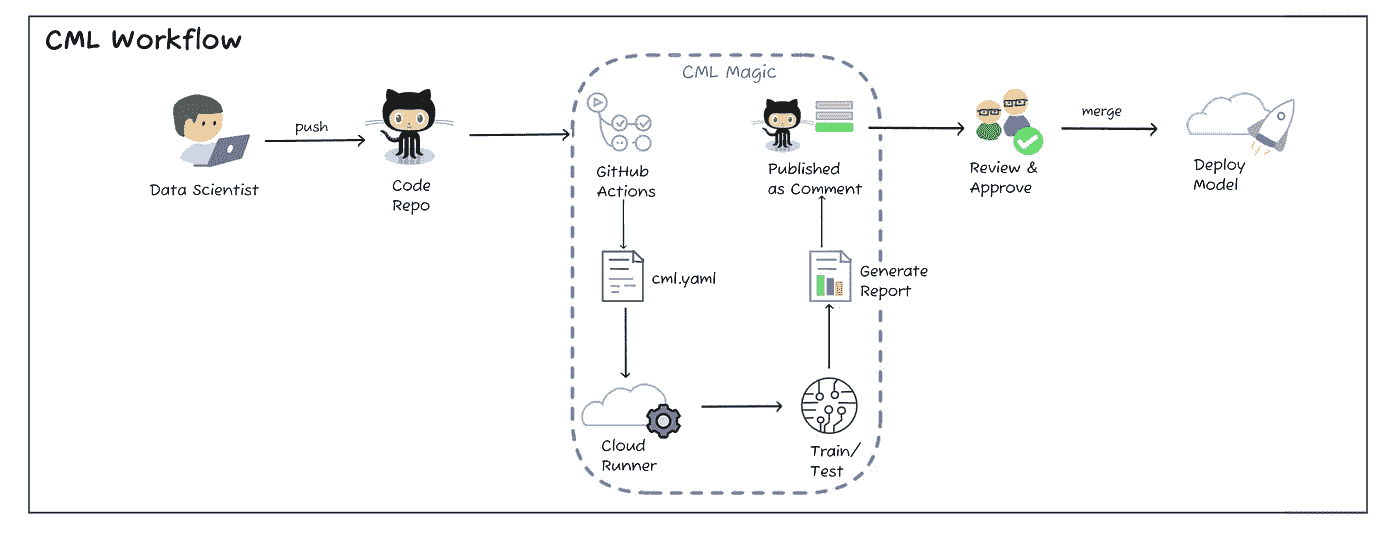 CML Workflow
CML Magic
push
merge
Data Scientist
Code
Repo
GitHub
Actions
Published
as Comment
Review &
Approve
Deploy
Model
cml.yaml
Generate
Report
Cloud
Runner
Train/
Test